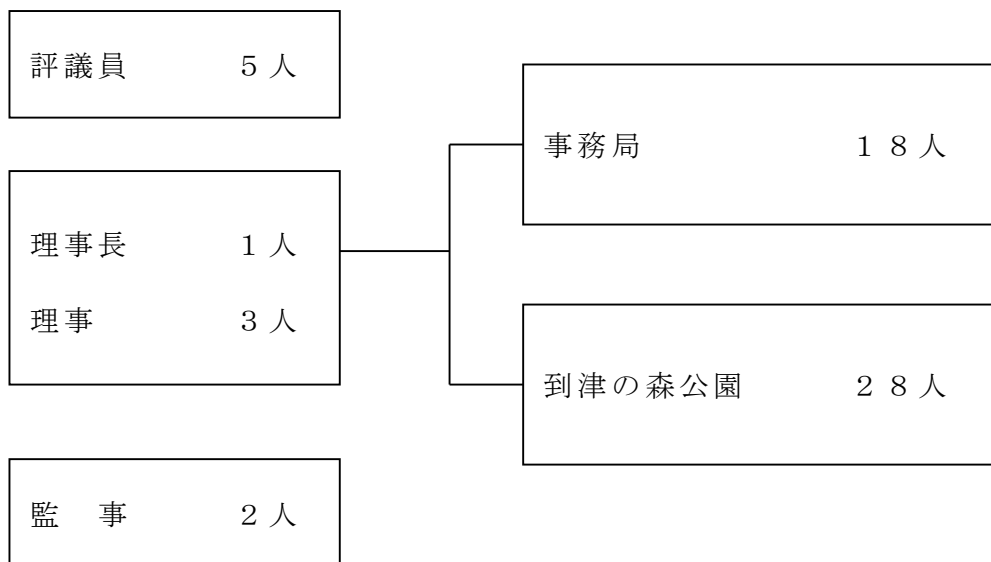 評議員　５人
理事長　１人
理事　３人
監　事　２人
事務局　１８人
到津の森公園　２８人